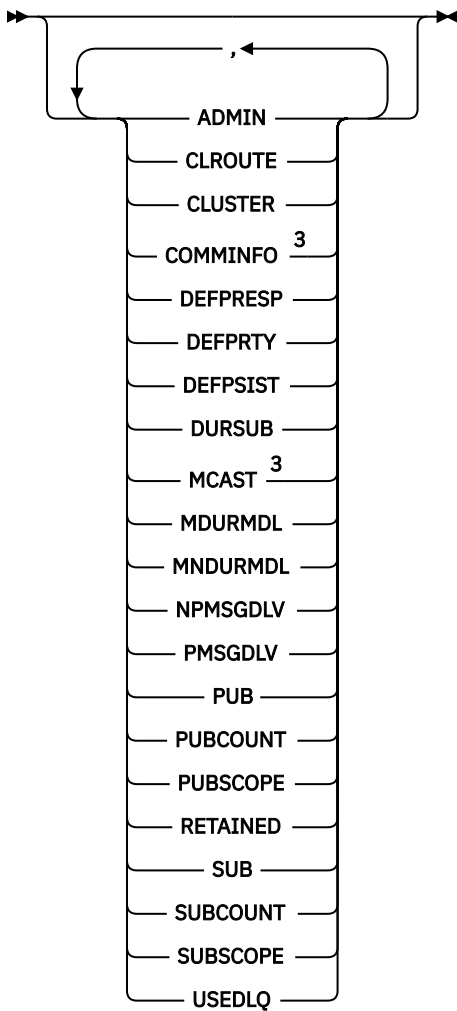 ,
ADMIN
CLROUTE
CLUSTER
COMMINFO 3
DEFPRESP
DEFPRTY
DEFPSIST
DURSUB
MCAST 3
MDURMDL
MNDURMDL
NPMSGDLV
PMSGDLV
PUB
PUBCOUNT
PUBSCOPE
RETAINED
SUB
SUBCOUNT
SUBSCOPE
USEDLQ